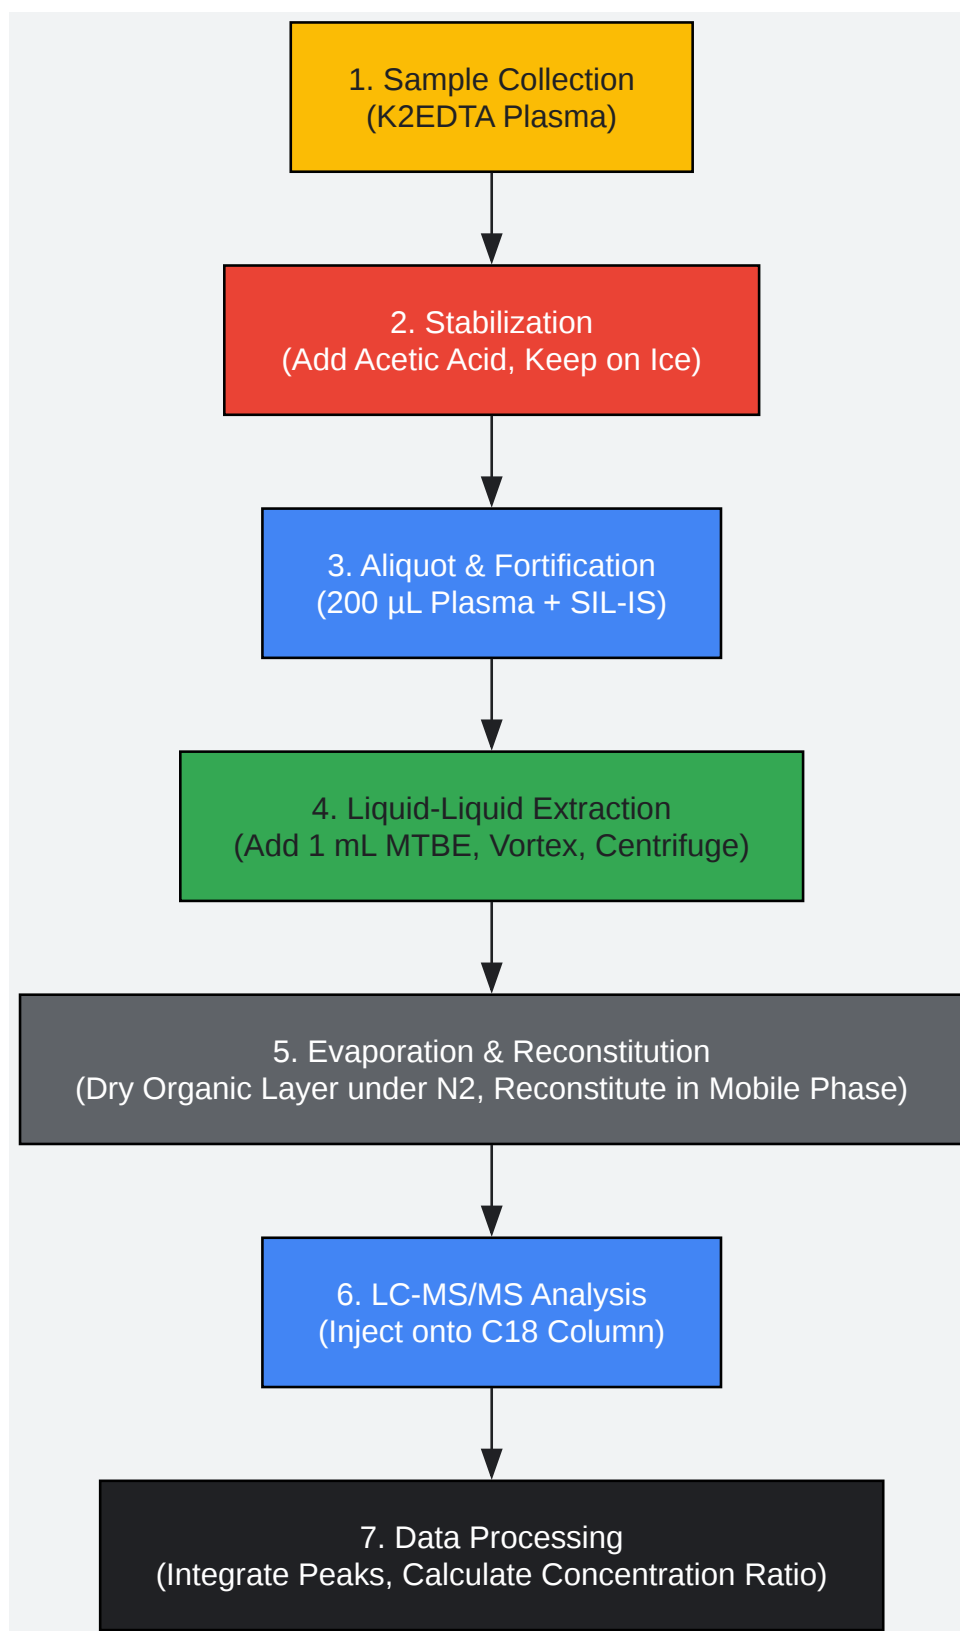 1. Sample Collection
(K2EDTA Plasma)
2. Stabilization
(Add Acetic Acid, Keep on Ice)
3. Aliquot & Fortification
(200 µL Plasma + SIL-IS)
4. Liquid-Liquid Extraction
(Add 1 mL MTBE, Vortex, Centrifuge)
5. Evaporation & Reconstitution
(Dry Organic Layer under N2, Reconstitute in Mobile Phase)
6. LC-MS/MS Analysis
(Inject onto C18 Column)
7. Data Processing
(Integrate Peaks, Calculate Concentration Ratio)